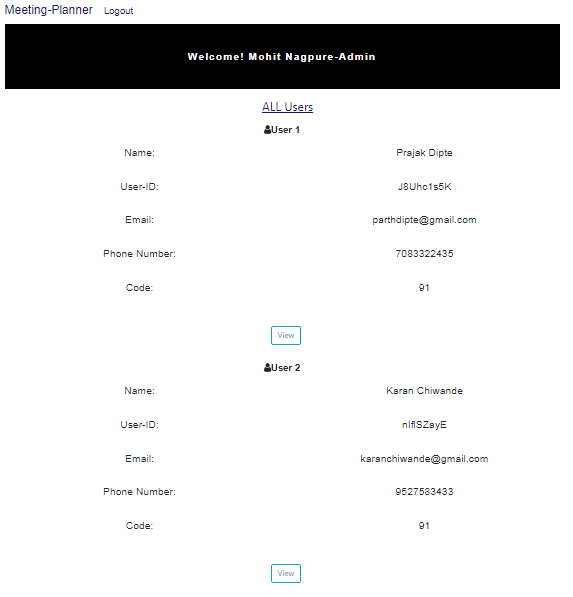 Meeting-Planner Logout
Welcome! Mohit Nagpure-Admin
ALL Users
User 1
Name: Prajak Dipte
User-ID: J8Uhc1s5K
Email: parthdipte@gmail.com
Phone Number: 7083322435
Code: 91
View
User 2
Name: Karan Chiwande
User-ID: nIflSZayE
Email: karanchiwande@gmail.com
Phone Number: 9527583433
Code: 91
View